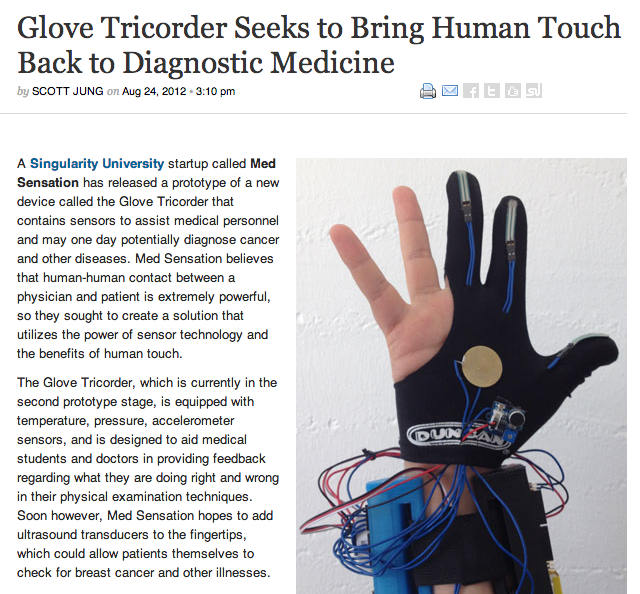 Glove Tricorder Seeks to Bring Human Touch
Back to Diagnostic Medicine
by SCOTT JUNG on Aug 24, 2012 • 3:10 pm
A Singularity University startup called Med
Sensation has released a prototype of a new
device called the Glove Tricorder that
contains sensors to assist medical personnel
and may one day potentially diagnose cancer
and other diseases. Med Sensation believes
that human-human contact between a
physician and patient is extremely powerful,
so they sought to create a solution that
utilizes the power of sensor technology and
the benefits of human touch.
The Glove Tricorder, which is currently in the
second prototype stage, is equipped with
temperature, pressure, accelerometer
sensors, and is designed to aid medical
students and doctors in providing feedback
regarding what they are doing right and wrong
in their physical examination techniques.
Soon however, Med Sensation hopes to add
ultrasound transducers to the fingertips,
which could allow patients themselves to
check for breast cancer and other illnesses.
DUNCAN